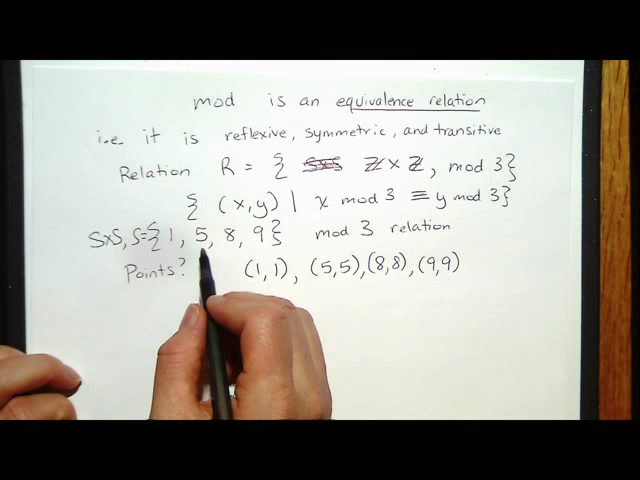 mod is an equivalence relation
i.e. it is reflexive, symmetric, and transitive
Relation R = { ℤ × ℤ, mod 3}
{ (x,y) | x mod 3 ≡ y mod 3}
SxS, S={1, 5, 8, 9} mod 3 relation
Points? (1,1), (5,5),(8,8),(9,9)